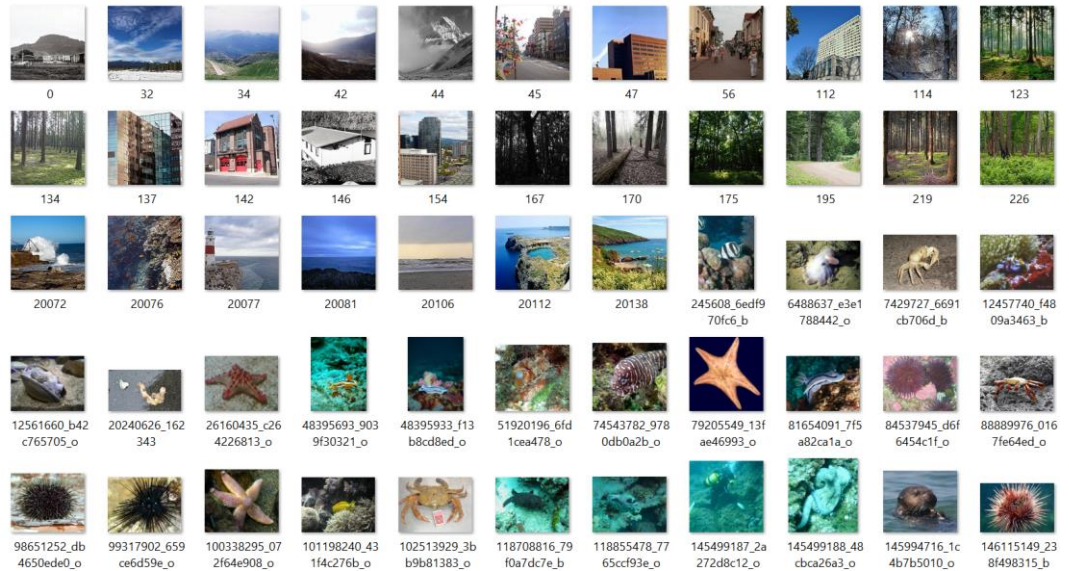 0 32 34 42 44 45 47 56 112 114 123
134 137 142 146 154 167 170 175 195 219 226
20072 20076 20077 20081 20106 20112 20138 245608_6edf9 6488637_e3e1 7429727_6691 12457740_f48
70fc6_b 788442_o cb706d_b 09a3463_b
12561660_b42 20240626_162 26160435_c26 48395693_903 48395933_f13 51920196_6fd 74543782_978 79205549_13f 81654091_7f5 84537945_d6f 88889976_016
c765705_o 343 4226813_o 9f30321_o b8cd8ed_o 1cea478_o 0db0a2b_o ae46993_o a82ca1a_o 6454c1f_o 7fe64ed_o
98651252_db 99317902_659 100338295_07 101198240_43 102513929_3b 118708816_79 118855478_77 145499187_2a 145499188_48 145994716_1c 146115149_23
4650ede0_o ce6d59e_o 2f64e908_o 1f4c276b_o b9b81383_o f0a7dc7e_b 65ccf93e_o 272d8c12_o cbca26a3_o 4b7b5010_o 8f498315_b